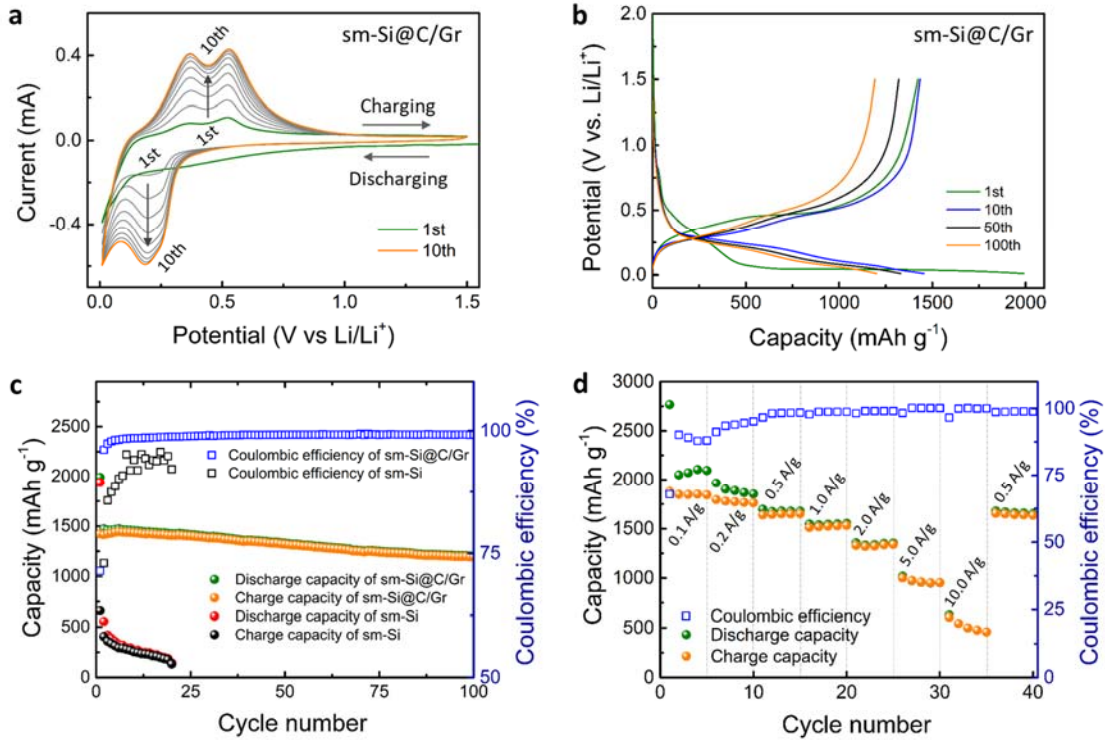 a
sm-Si@C/Gr
10th
Charging
1st
1st
Discharging
10th
1st
10th
0.4
0.0
-0.4
Current (mA)
0.0
0.5
1.0
1.5
Potential (V vs Li/Li⁺)
b
sm-Si@C/Gr
2.0
1.5
1.0
0.5
0.0
Potential (V vs. Li/Li⁺)
1st
10th
50th
100th
0
500
1000
1500
2000
Capacity (mAh g⁻¹)
c
2500
2000
1500
1000
500
0
Capacity (mAh g⁻¹)
100
75
50
Coulombic efficiency (%)
Coulombic efficiency of sm-Si@C/Gr
Coulombic efficiency of sm-Si
Discharge capacity of sm-Si@C/Gr
Charge capacity of sm-Si@C/Gr
Discharge capacity of sm-Si
Charge capacity of sm-Si
0
25
50
75
100
Cycle number
d
3000
2500
2000
1500
1000
500
0
Capacity (mAh g⁻¹)
100
75
50
25
0
Coulombic efficiency (%)
0.1 A/g
0.2 A/g
0.5 A/g
1.0 A/g
2.0 A/g
5.0 A/g
10.0 A/g
0.5 A/g
Coulombic efficiency
Discharge capacity
Charge capacity
0
10
20
30
40
Cycle number